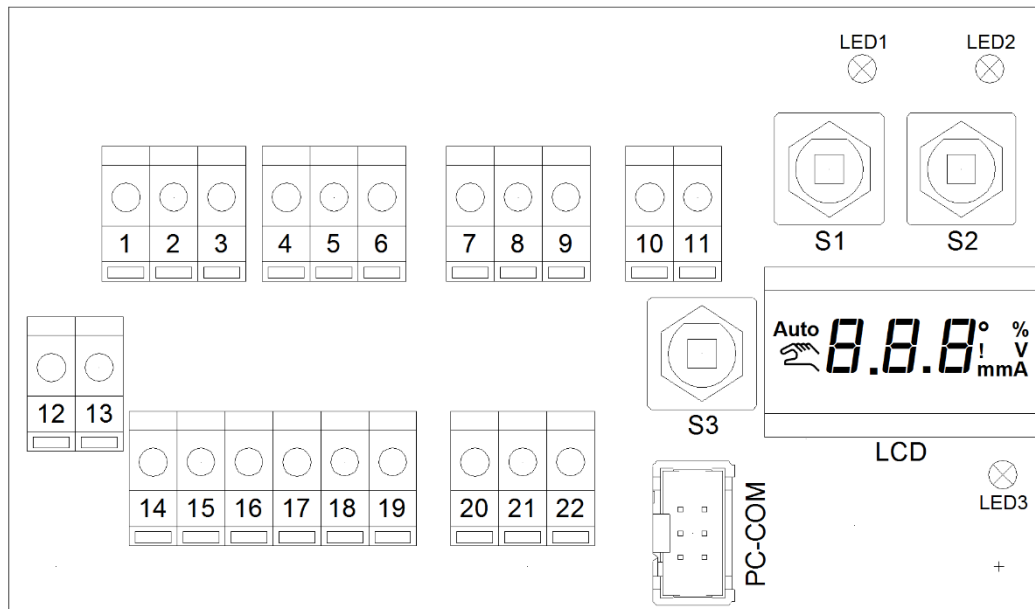 LED1 LED2
1 2 3 4 5 6 7 8 9 10 11
S1 S2
Auto 8.8.8 ° %
! V
mmA
12 13
S3
LCD
14 15 16 17 18 19 20 21 22
LED3
PC-COM